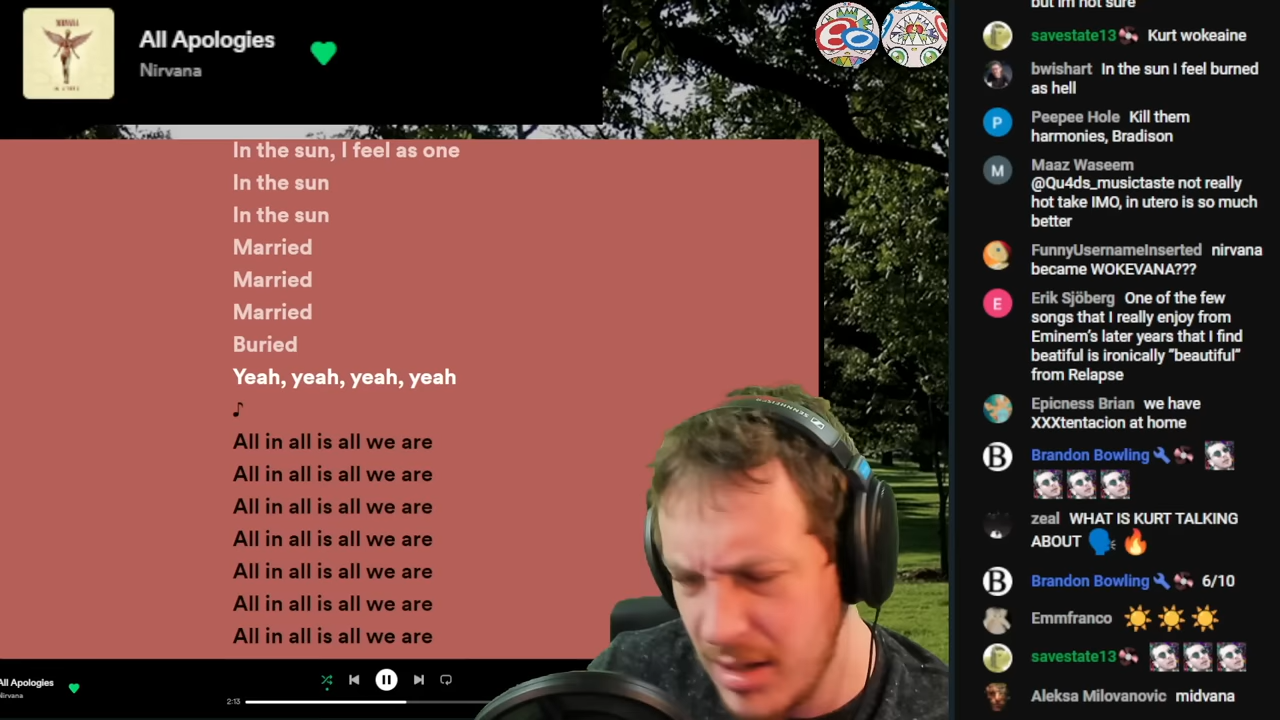 All Apologies
Nirvana
NIRVANA
In the sun, I feel as one
In the sun
In the sun
Married
Married
Married
Buried
Yeah, yeah, yeah, yeah
♪
All in all is all we are
All in all is all we are
All in all is all we are
All in all is all we are
All in all is all we are
All in all is all we are
All in all is all we are
All Apologies
Nirvana
2:13
SENNHEISER
but im not sure
savestate13 Kurt wokeaine
bwishart In the sun I feel burned
as hell
P
Peepee Hole Kill them
harmonies, Bradison
M
Maaz Waseem
@Qu4ds_musictaste not really
hot take IMO, in utero is so much
better
FunnyUsernameInserted nirvana
became WOKEVANA???
E
Erik Sjöberg One of the few
songs that I really enjoy from
Eminem's later years that I find
beatiful is ironically "beautiful"
from Relapse
Epicness Brian we have
XXXtentacion at home
B
Brandon Bowling
zeal WHAT IS KURT TALKING
ABOUT 🗣️ 🔥
B
Brandon Bowling 6/10
Emmfranco ☀️ ☀️ ☀️
savestate13
Aleksa Milovanovic midvana